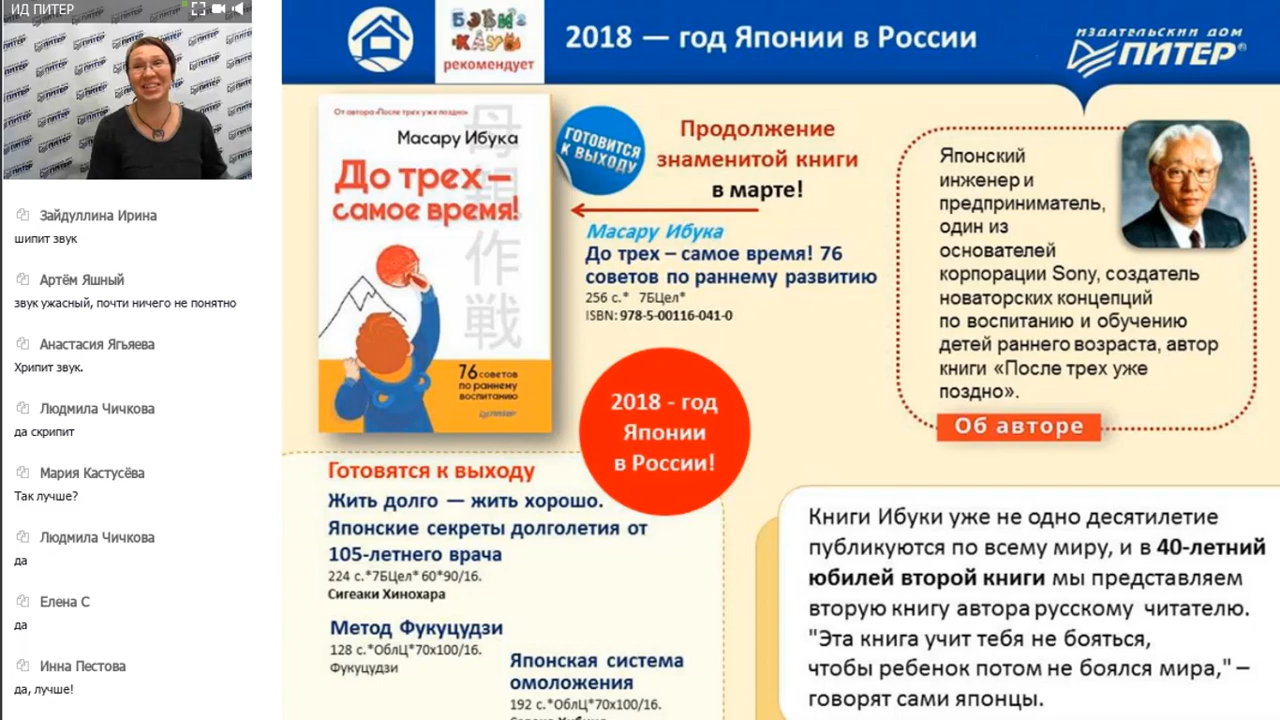 ИД ПИТЕР
Зайдуллина Ирина
шипит звук
Артём Яшный
звук ужасный, почти ничего не понятно
Анастасия Ягьяева
Хрипит звук.
Людмила Чичкова
да скрипит
Мария Кастусёва
Так лучше?
Людмила Чичкова
да
Елена С
да
Инна Пестова
да, лучше!
БЭБИ
КЛУБ
рекомендует
2018 — год Японии в России
ИЗДАТЕЛЬСКИЙ ДОМ
ПИТЕР®
От автора «После трех уже поздно»
Масару Ибука
До трех –
самое время!
母親作戦
76 советов
по раннему
воспитанию
ПИТЕР
ГОТОВИТСЯ
К ВЫХОДУ
Продолжение
знаменитой книги
в марте!
Масару Ибука
До трех – самое время! 76
советов по раннему развитию
256 с.* 7БЦел*
ISBN: 978-5-00116-041-0
Японский
инженер и
предприниматель,
один из
основателей
корпорации Sony, создатель
новаторских концепций
по воспитанию и обучению
детей раннего возраста, автор
книги «После трех уже
поздно».
Об авторе
2018 - год
Японии
в России!
Готовятся к выходу
Жить долго — жить хорошо.
Японские секреты долголетия от
105-летнего врача
224 с.*7БЦел* 60*90/16.
Сигеаки Хинохара
Метод Фукуцудзи
128 с.*ОблЦ*70х100/16.
Фукуцудзи
Японская система
омоложения
192 с.*ОблЦ*70х100/16.
Книги Ибуки уже не одно десятилетие
публикуются по всему миру, и в 40-летний
юбилей второй книги мы представляем
вторую книгу автора русскому читателю.
"Эта книга учит тебя не бояться,
чтобы ребенок потом не боялся мира," –
говорят сами японцы.